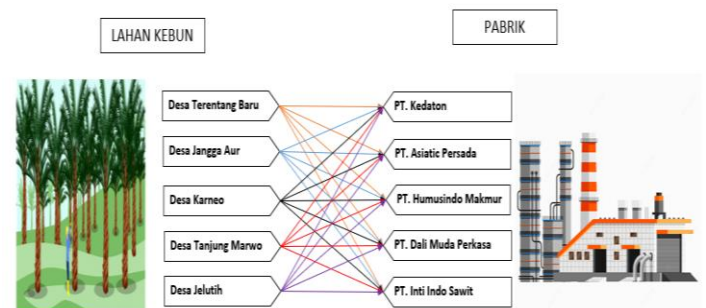 LAHAN KEBUN
PABRIK
Desa Terentang Baru
PT. Kedaton
Desa Jangga Aur
PT. Asiatic Persada
Desa Karneo
PT. Humusindo Makmur
Desa Tanjung Marwo
PT. Dali Muda Perkasa
Desa Jelutih
PT. Inti Indo Sawit